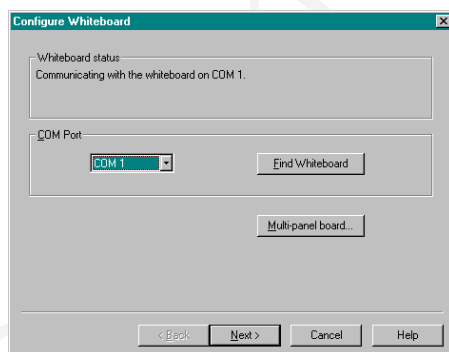 Configure Whiteboard
Whiteboard status
Communicating with the whiteboard on COM 1.
COM Port
COM 1
Find Whiteboard
Multi-panel board...
< Back
Next >
Cancel
Help